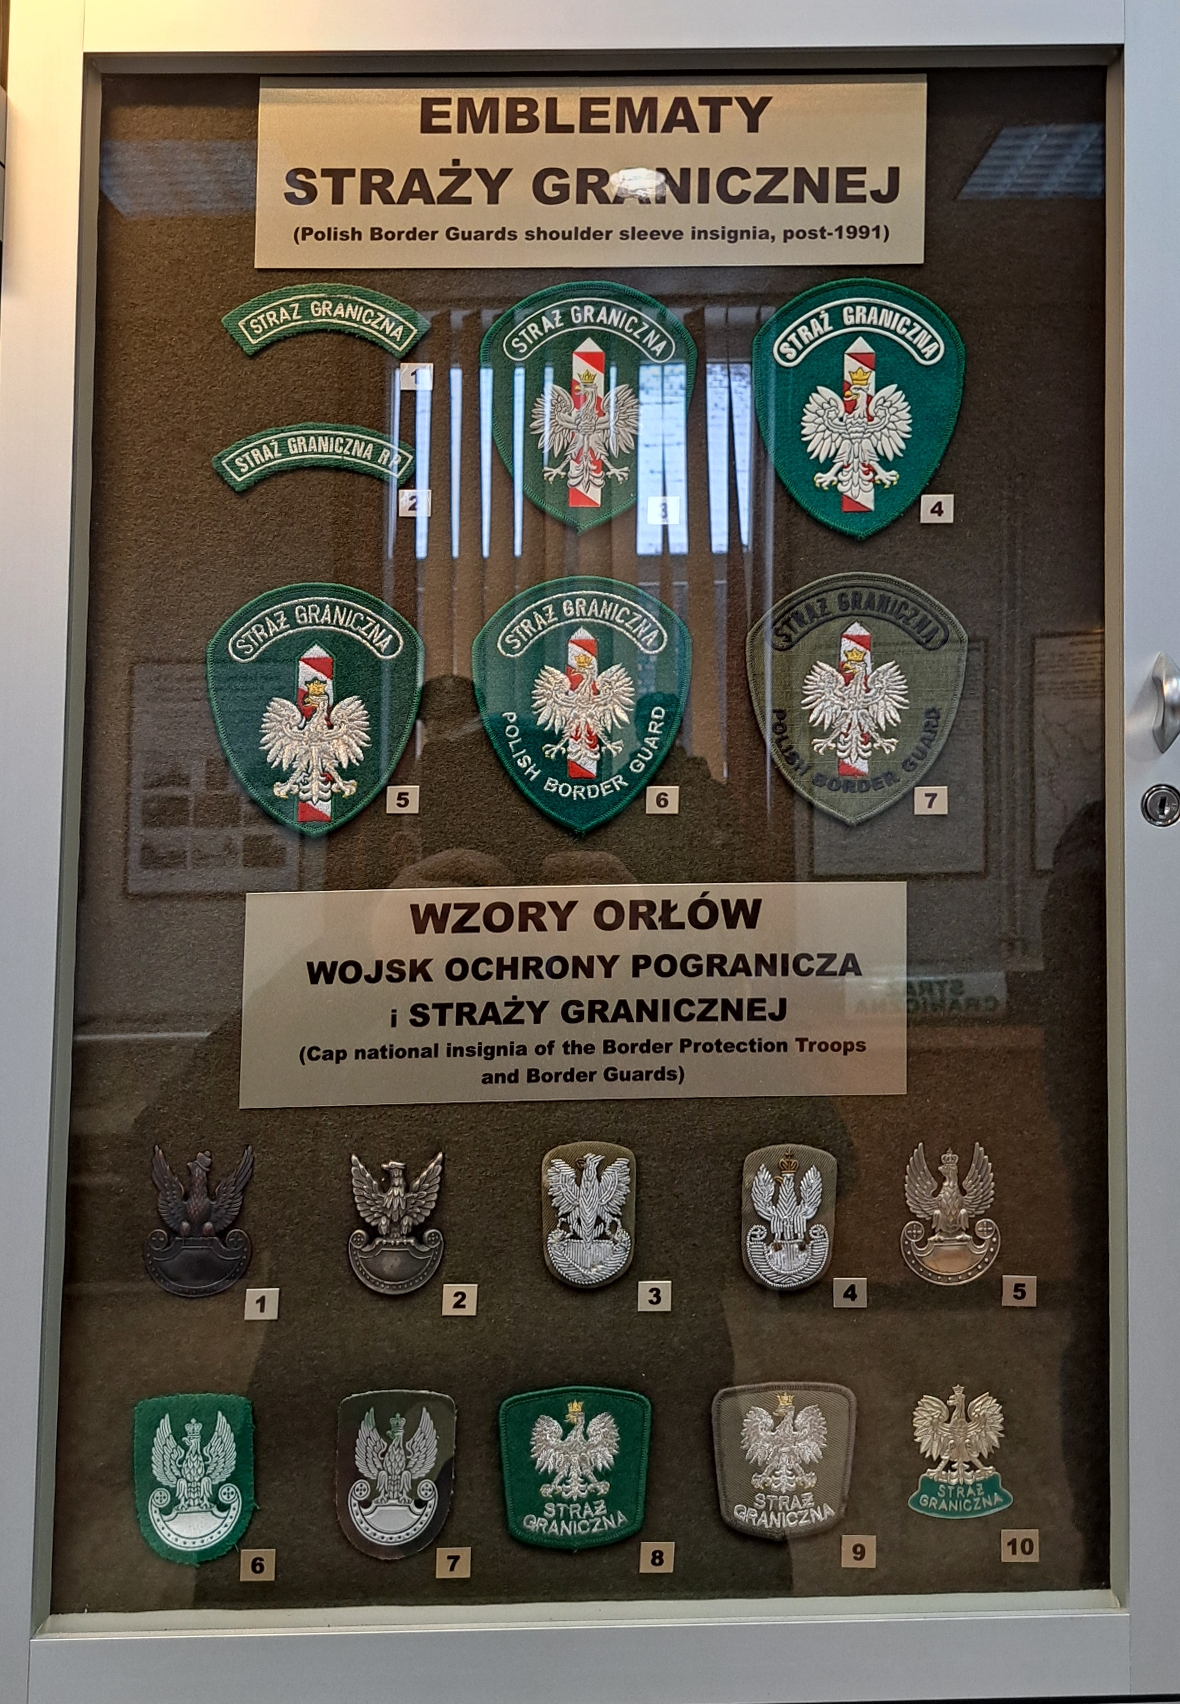 EMBLEMATY
STRAŻY GRANICZNEJ
(Polish Border Guards shoulder sleeve insignia, post-1991)
STRAŻ GRANICZNA
1
STRAŻ GRANICZNA RP
2
STRAŻ GRANICZNA
3
STRAŻ GRANICZNA
4
STRAŻ GRANICZNA
5
STRAŻ GRANICZNA
POLISH BORDER GUARD
6
STRAŻ GRANICZNA
POLISH BORDER GUARD
7
WZORY ORŁÓW
WOJSK OCHRONY POGRANICZA
i STRAŻY GRANICZNEJ
(Cap national insignia of the Border Protection Troops
and Border Guards)
STRAŻ
GRANICZNA
1
2
3
4
5
6
7
STRAŻ
GRANICZNA
8
STRAŻ
GRANICZNA
9
STRAŻ
GRANICZNA
10